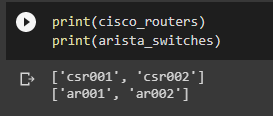 print(cisco_routers)
print(arista_switches)
['csr001', 'csr002']
['ar001', 'ar002']